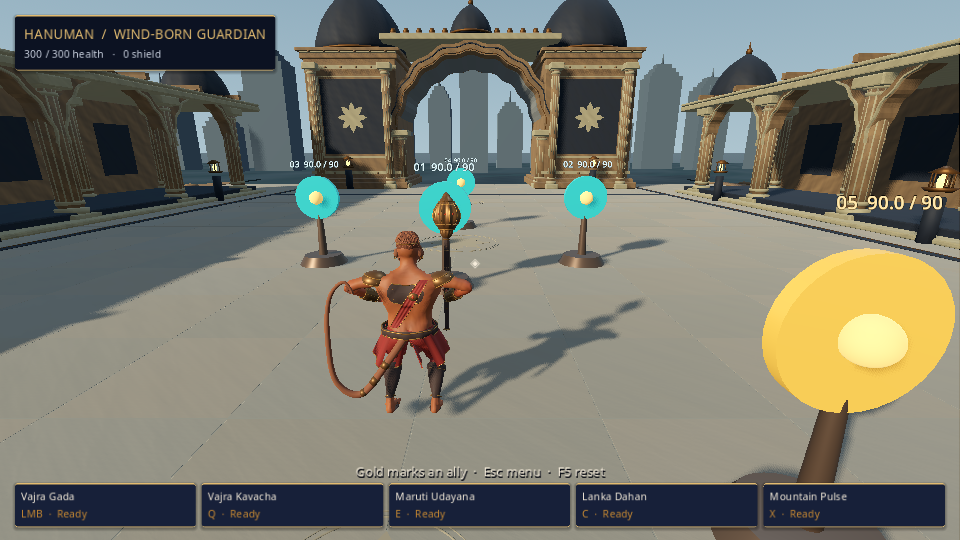 HANUMAN / WIND-BORN GUARDIAN
300 / 300 health · 0 shield
03 90.0 / 90
01 90.0 / 90
02 90.0 / 90
05 90.0 / 90
Gold marks an ally · Esc menu · F5 reset
Vajra Gada
LMB · Ready
Vajra Kavacha
Q · Ready
Maruti Udayana
E · Ready
Lanka Dahan
C · Ready
Mountain Pulse
X · Ready